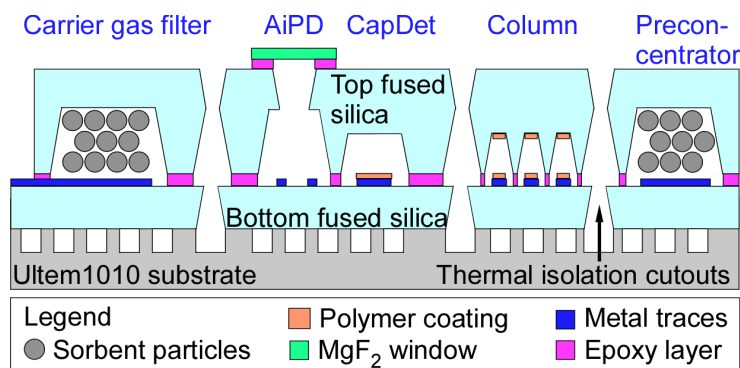 Carrier gas filter
AiPD
CapDet
Column
Precon-
centrator
Top fused
silica
Bottom fused silica
Ultem1010 substrate
Thermal isolation cutouts
Legend
Polymer coating
Metal traces
Sorbent particles
MgF2 window
Epoxy layer